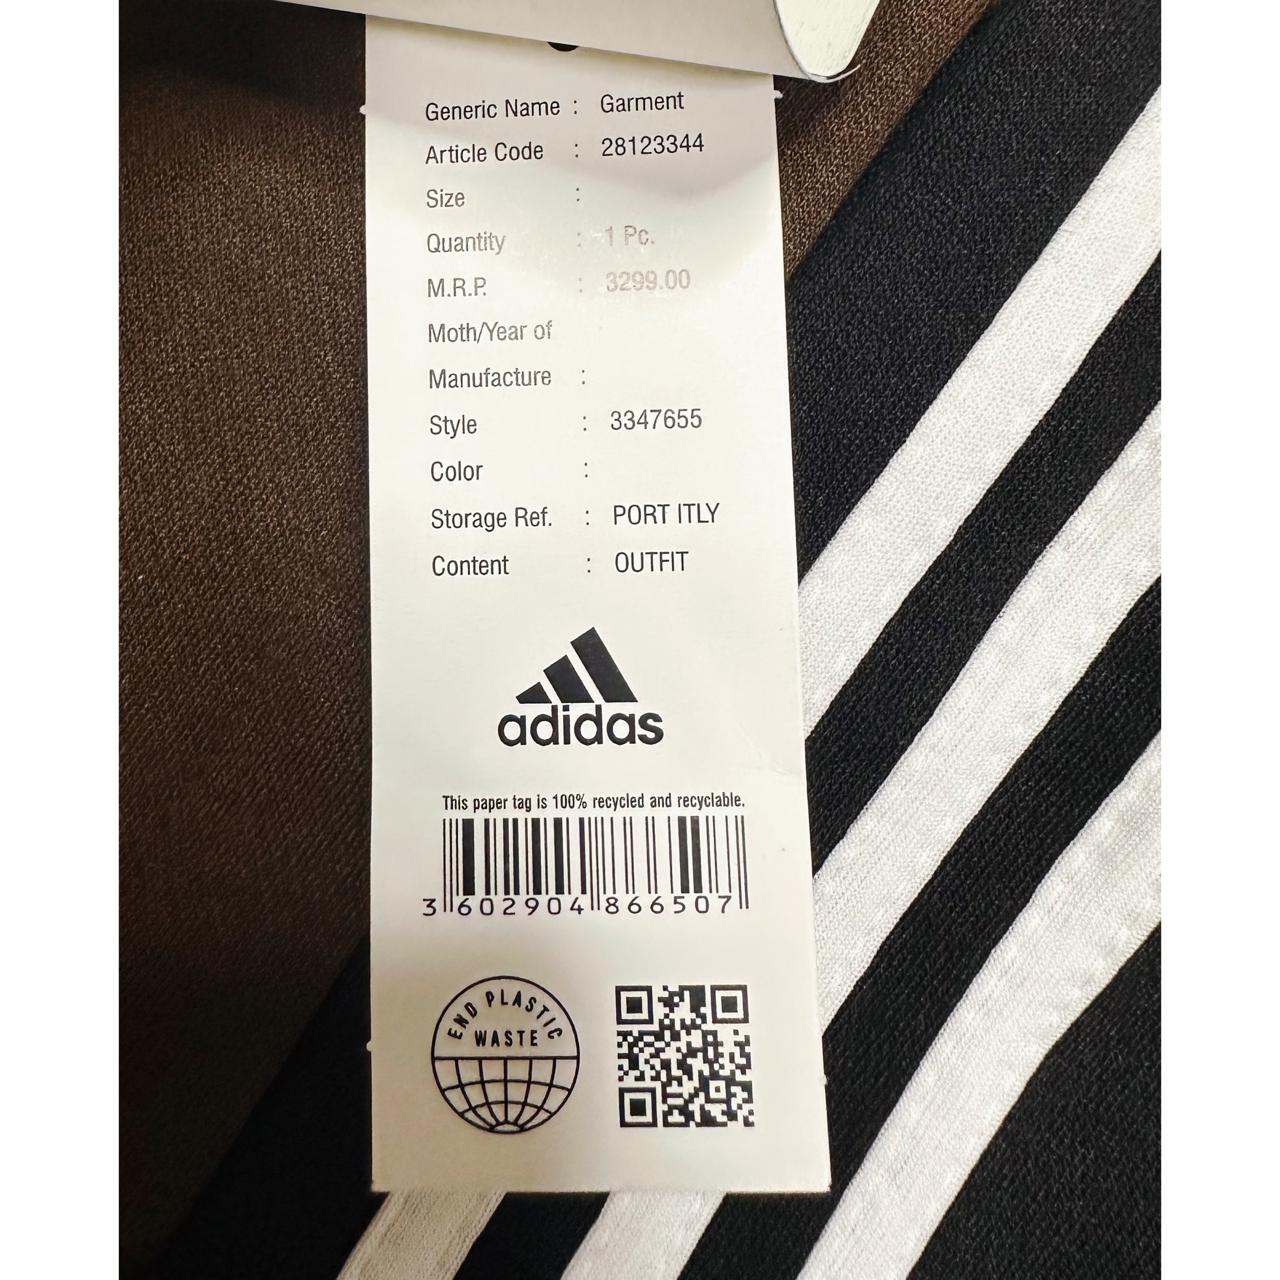 Generic Name : Garment
Article Code : 28123344
Size :
Quantity : 1 Pc.
M.R.P. : 3299.00
Moth/Year of
Manufacture :
Style : 3347655
Color :
Storage Ref. : PORT ITLY
Content : OUTFIT
adidas
This paper tag is 100% recycled and recyclable.
3 602904 866507
END PLASTIC
WASTE